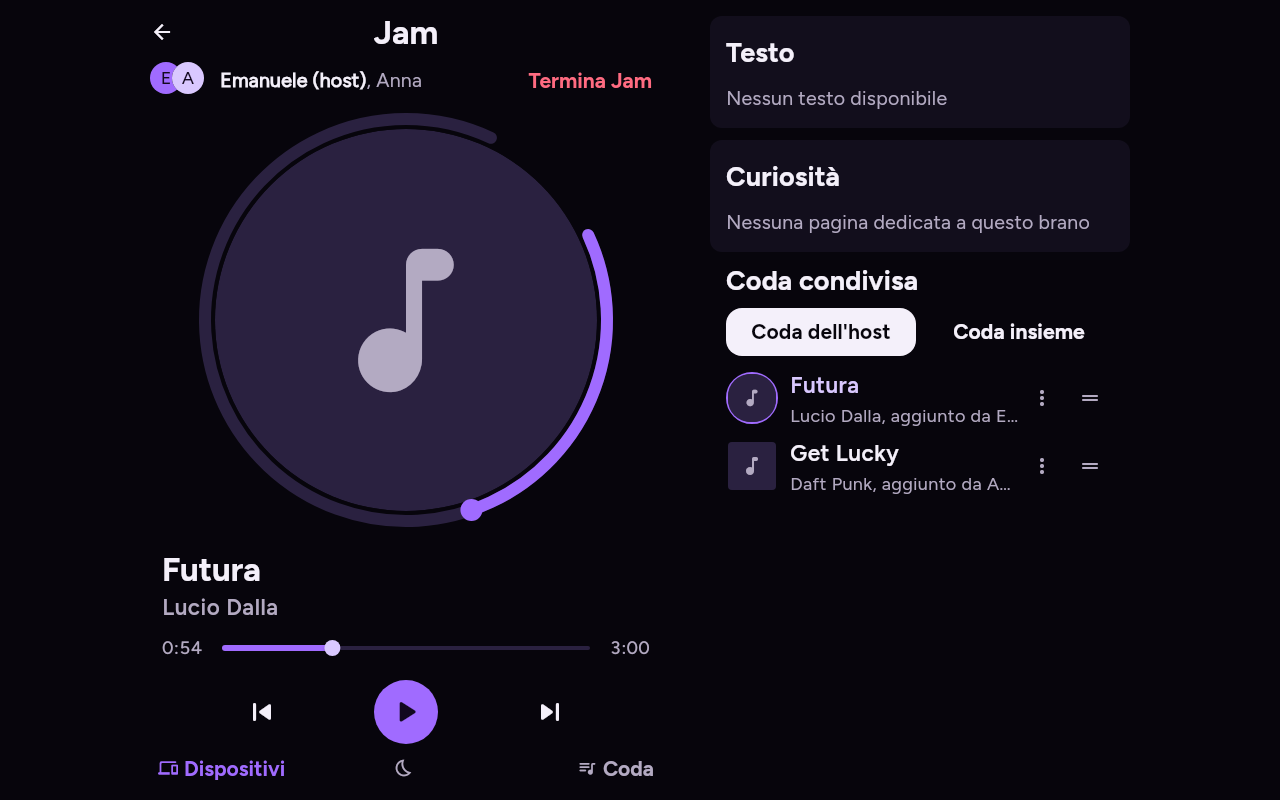 Jam
E A Emanuele (host), Anna Termina Jam
Futura
Lucio Dalla
0:54 3:00
Dispositivi Coda
Testo
Nessun testo disponibile
Curiosità
Nessuna pagina dedicata a questo brano
Coda condivisa
Coda dell'host Coda insieme
Futura
Lucio Dalla, aggiunto da E...
Get Lucky
Daft Punk, aggiunto da A...